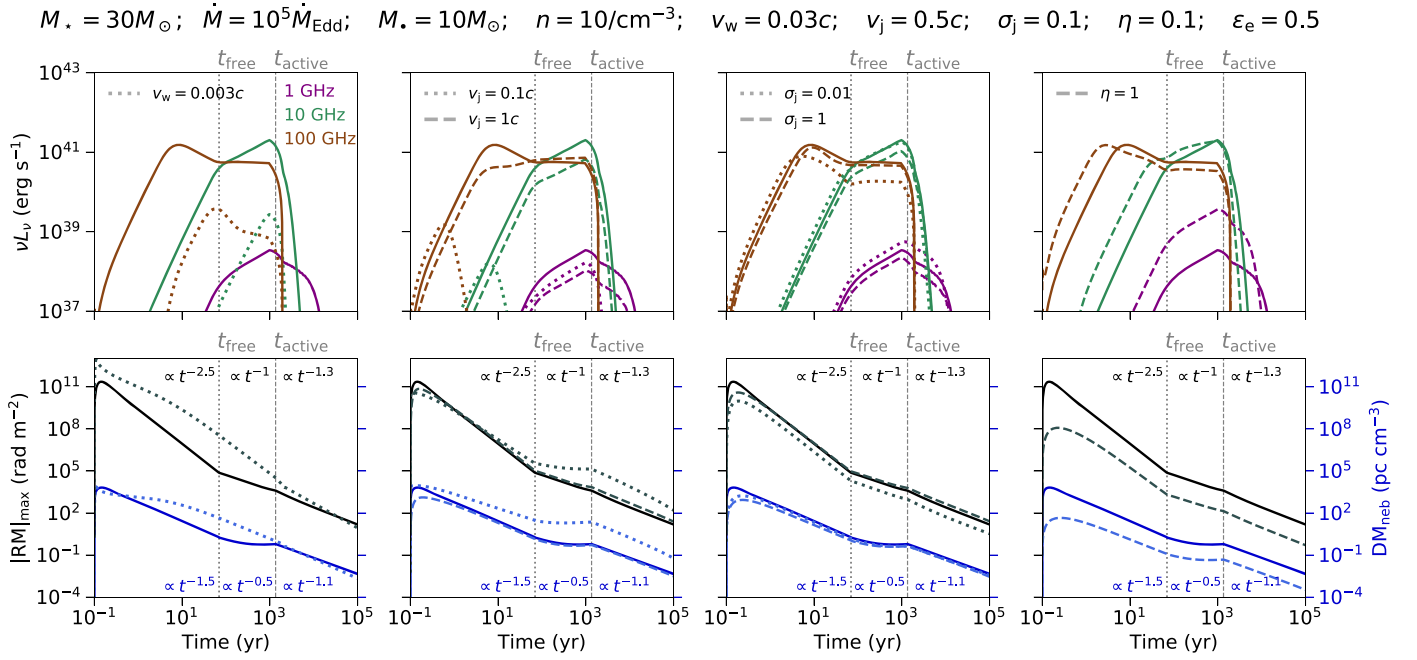 M⋆ = 30M⊙; Ṁ = 10⁵Ṁ_Edd; M• = 10M⊙; n = 10/cm⁻³; v_w = 0.03c; v_j = 0.5c; σ_j = 0.1; η = 0.1; ε_e = 0.5
t_free t_active t_free t_active t_free t_active t_free t_active
10⁴³
10⁴¹
10³⁹
10³⁷
νL_ν (erg s⁻¹)
v_w = 0.003c
1 GHz
10 GHz
100 GHz
v_j = 0.1c
v_j = 1c
σ_j = 0.01
σ_j = 1
η = 1
t_free t_active t_free t_active t_free t_active t_free t_active
∝ t^−2.5 ∝ t^−1 ∝ t^−1.3 ∝ t^−2.5 ∝ t^−1 ∝ t^−1.3 ∝ t^−2.5 ∝ t^−1 ∝ t^−1.3 ∝ t^−2.5 ∝ t^−1 ∝ t^−1.3
10¹¹ 10¹¹
10⁸ 10⁸
10⁵ 10⁵
10² 10²
10⁻¹ 10⁻¹
10⁻⁴ 10⁻⁴
|RM|_max (rad m⁻²)
DM_neb (pc cm⁻³)
∝ t^−1.5 ∝ t^−0.5 ∝ t^−1.1 ∝ t^−1.5 ∝ t^−0.5 ∝ t^−1.1 ∝ t^−1.5 ∝ t^−0.5 ∝ t^−1.1 ∝ t^−1.5 ∝ t^−0.5 ∝ t^−1.1
10⁻¹ 10¹ 10³ 10⁵ 10⁻¹ 10¹ 10³ 10⁵ 10⁻¹ 10¹ 10³ 10⁵ 10⁻¹ 10¹ 10³ 10⁵
Time (yr) Time (yr) Time (yr) Time (yr)